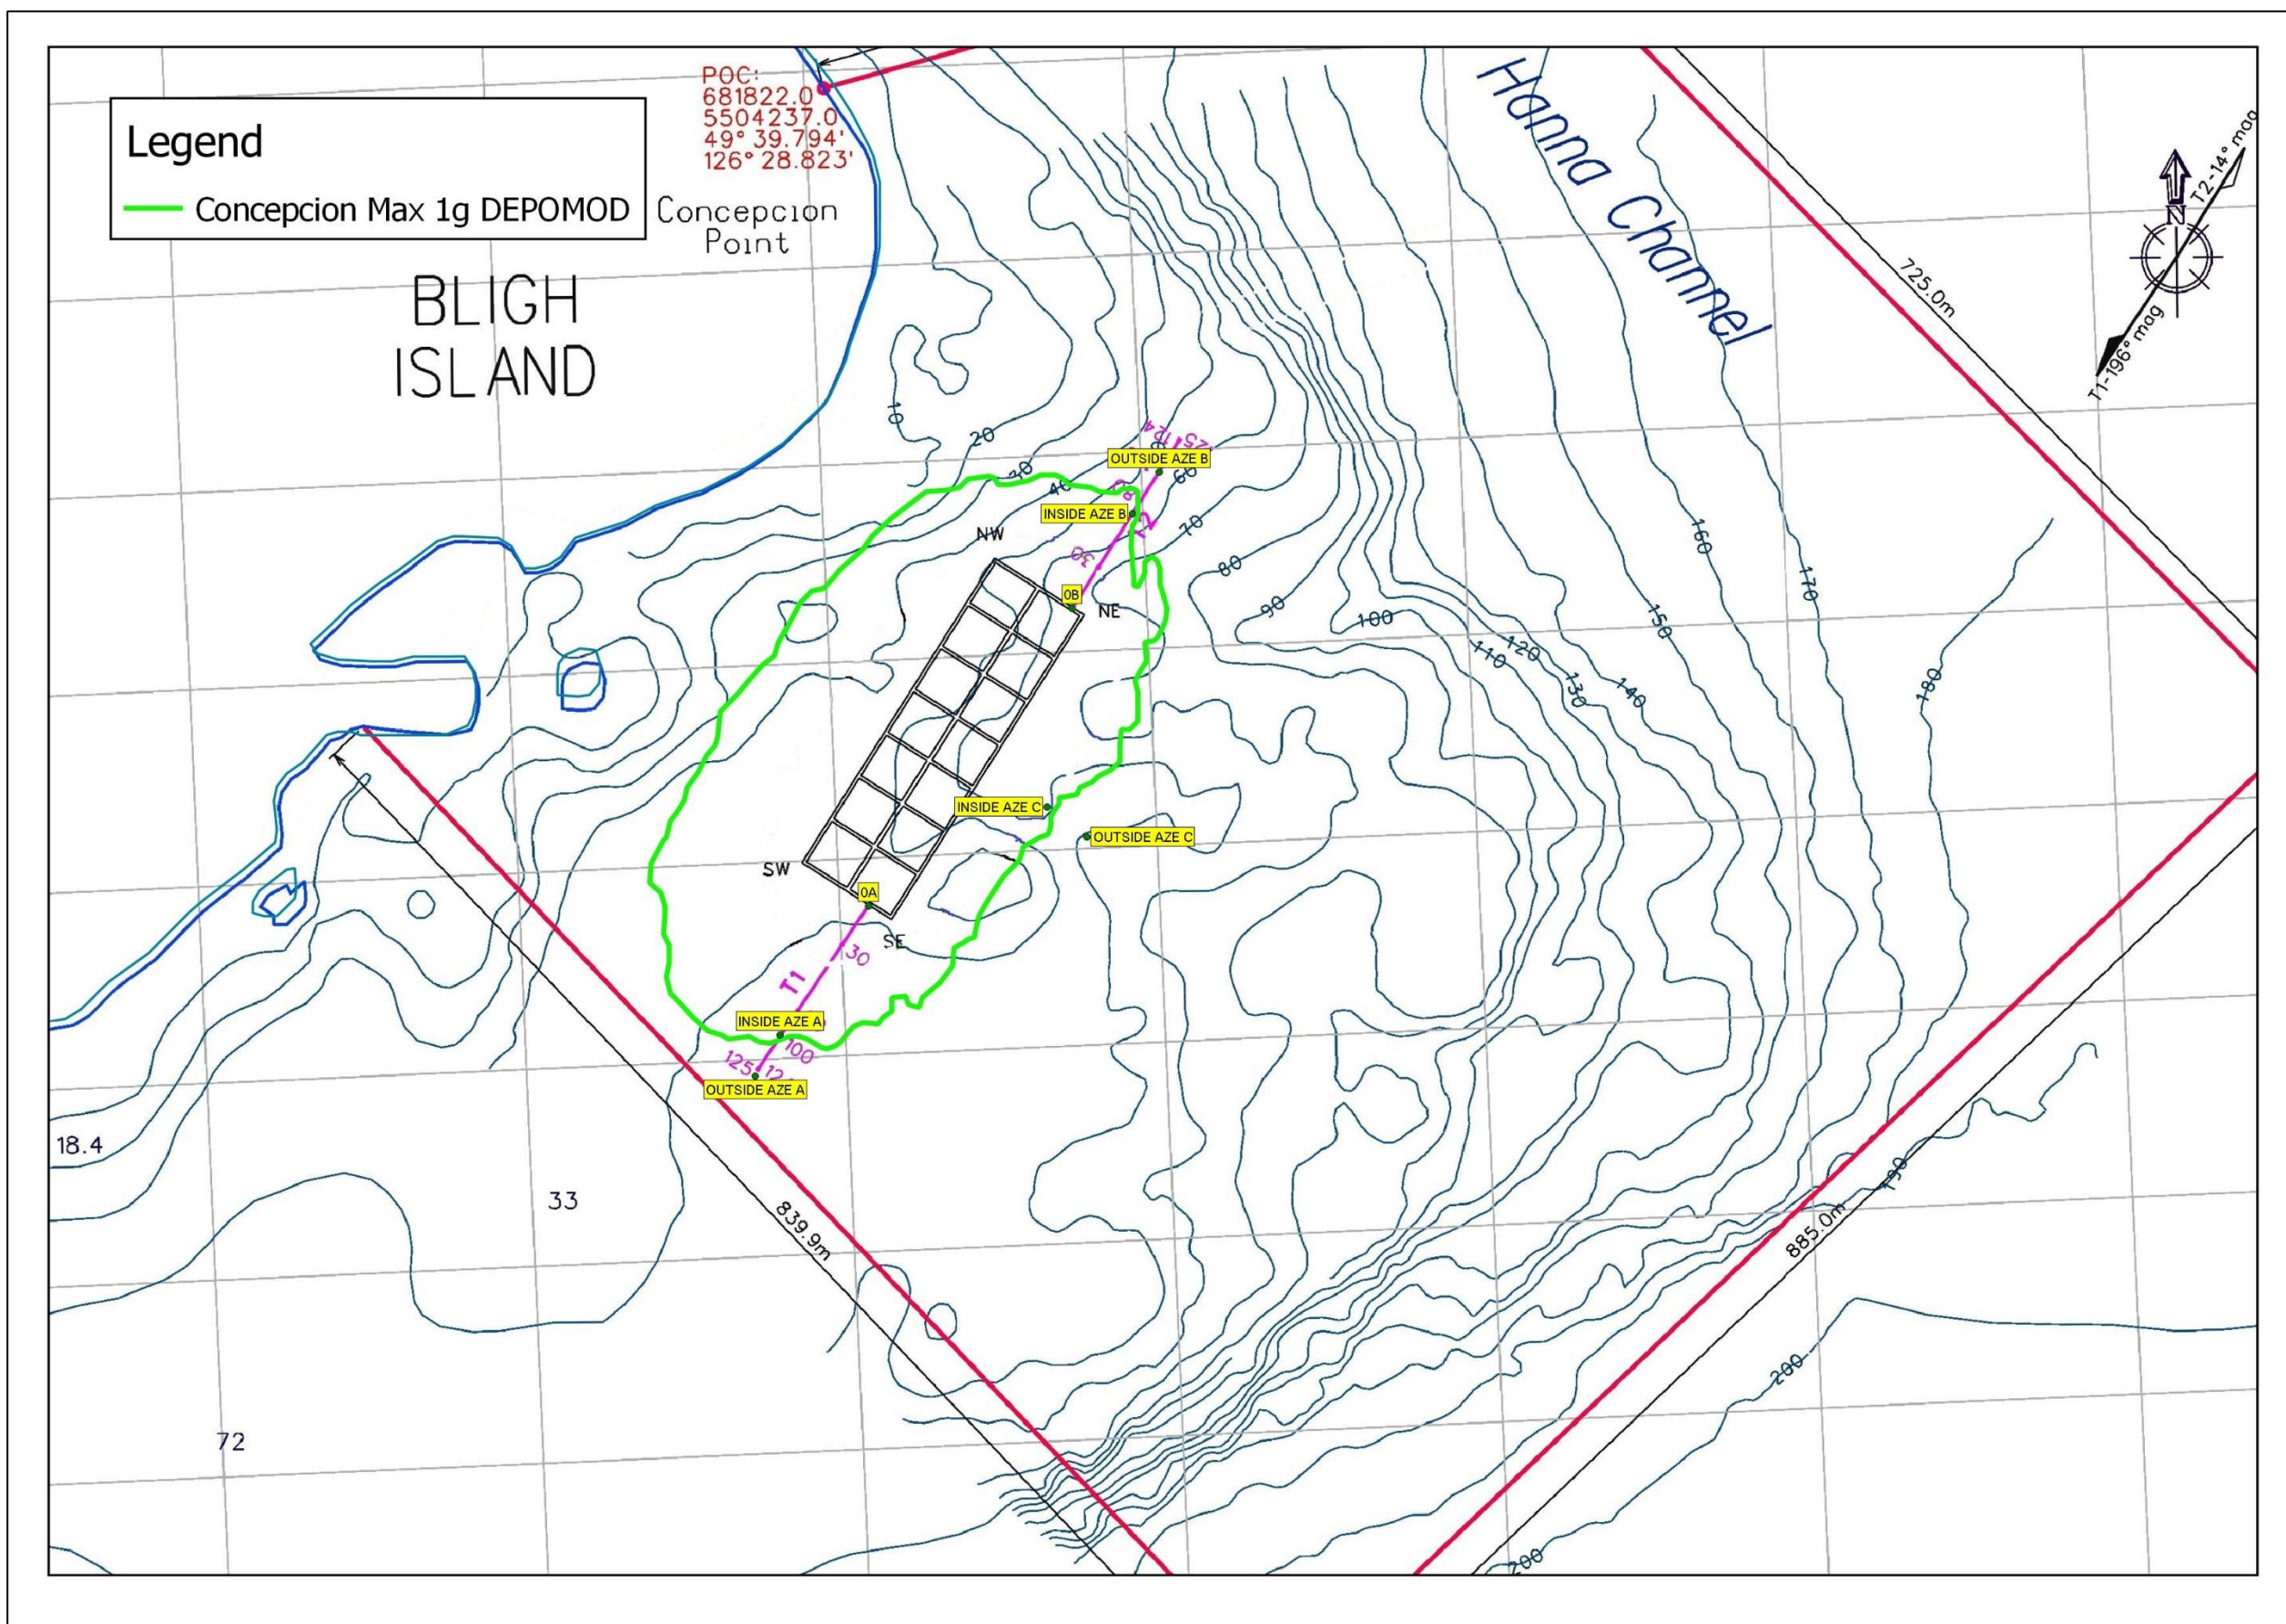 POC:
681822.0
5504237.0
49° 39.794'
126° 28.823'
Legend
Concepcion Max 1g DEPOMOD
Concepcion
Point
BLIGH
ISLAND
Hanna Channel
725.0m
T2-14° mag
N
T1-196° mag
10
20
30
40
OUTSIDE AZE B
60
INSIDE AZE B
T2
70
NW
30
80
0B
NE
90
100
110
120
130
140
150
160
170
180
INSIDE AZE C
OUTSIDE AZE C
SW
0A
SE
30
T1
INSIDE AZE A
100
125
OUTSIDE AZE A
18.4
33
839.9m
190
885.0m
200
72
200